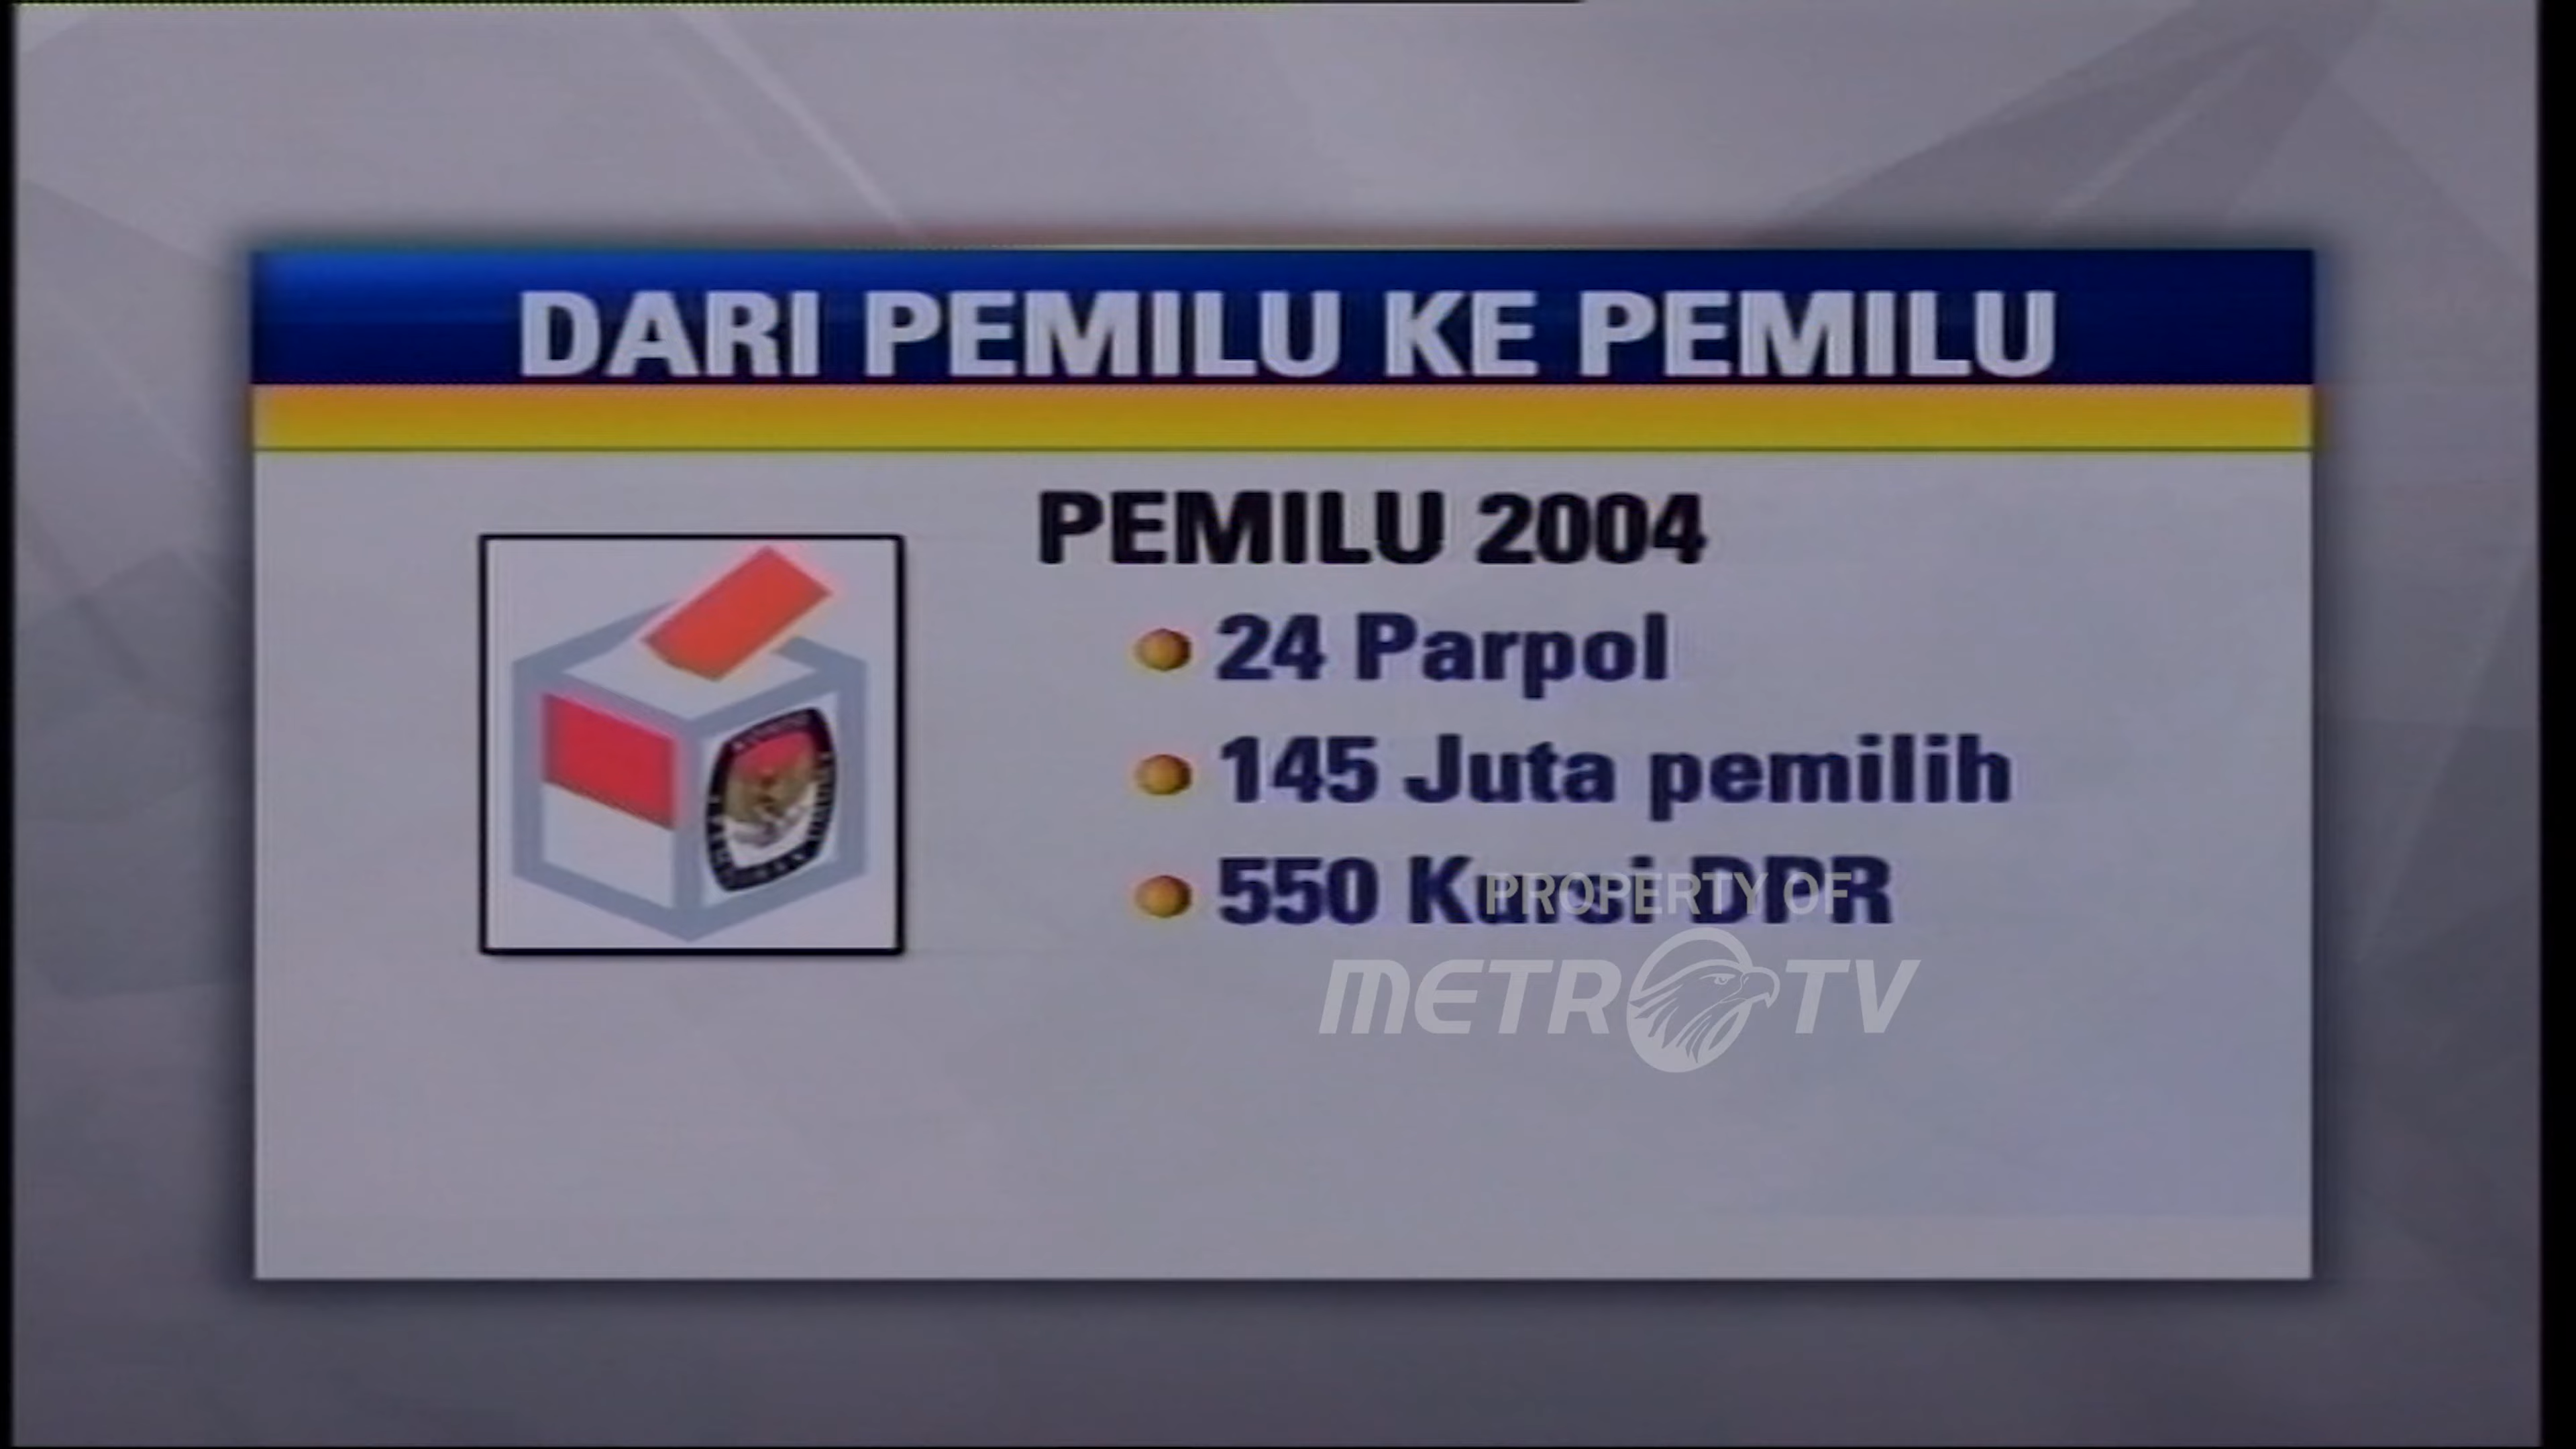 DARI PEMILU KE PEMILU
PEMILU 2004
24 Parpol
145 Juta pemilih
550 Kursi DPR
PROPERTY OF
METRO TV